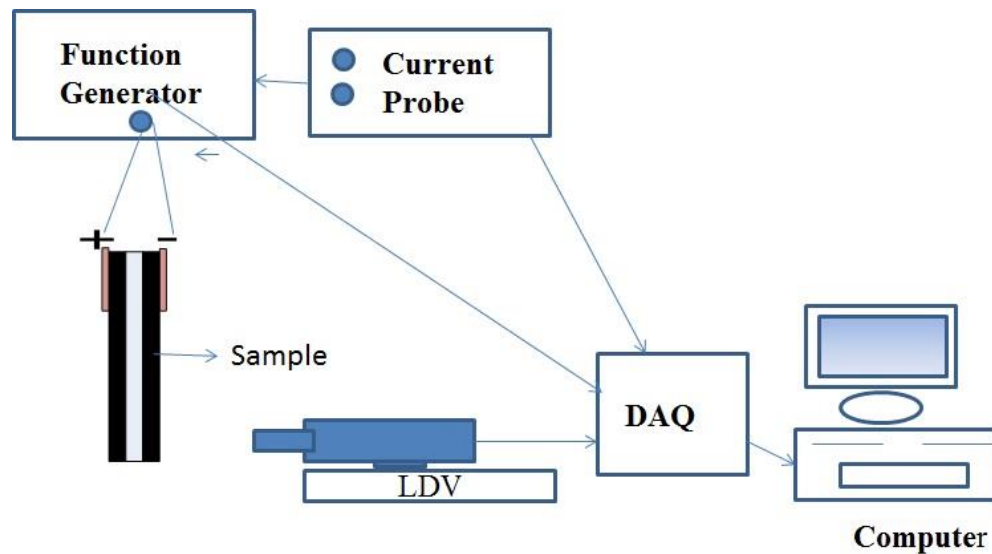 Function
Generator
Current
Probe
+ -
Sample
DAQ
LDV
Computer